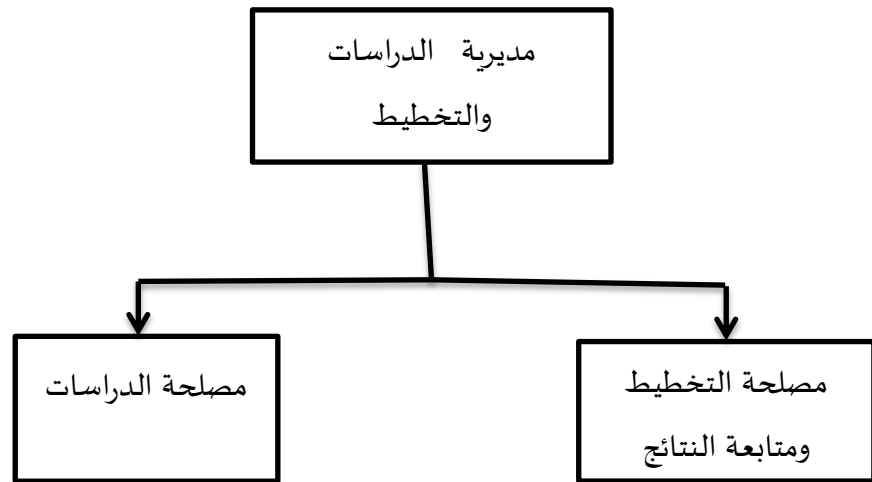 مديرية الدراسات
والتخطيط
مصلحة التخطيط
ومتابعة النتائج
مصلحة الدراسات